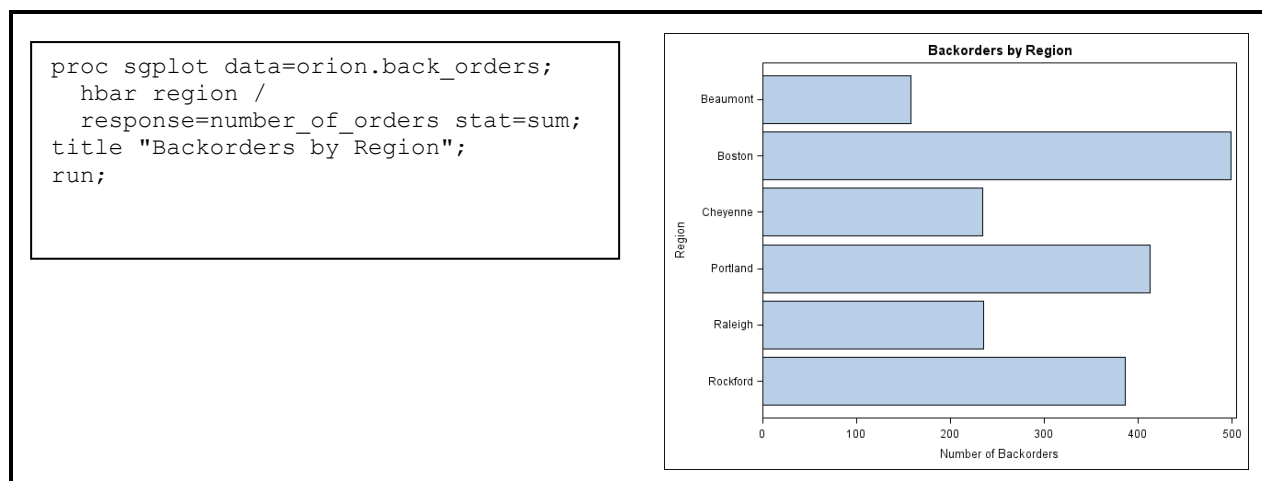 proc sgplot data=orion.back_orders;
hbar region /
response=number_of_orders stat=sum;
title "Backorders by Region";
run;
Backorders by Region
Beaumont
Boston
Cheyenne
Portland
Raleigh
Rockford
Region
0 100 200 300 400 500
Number of Backorders